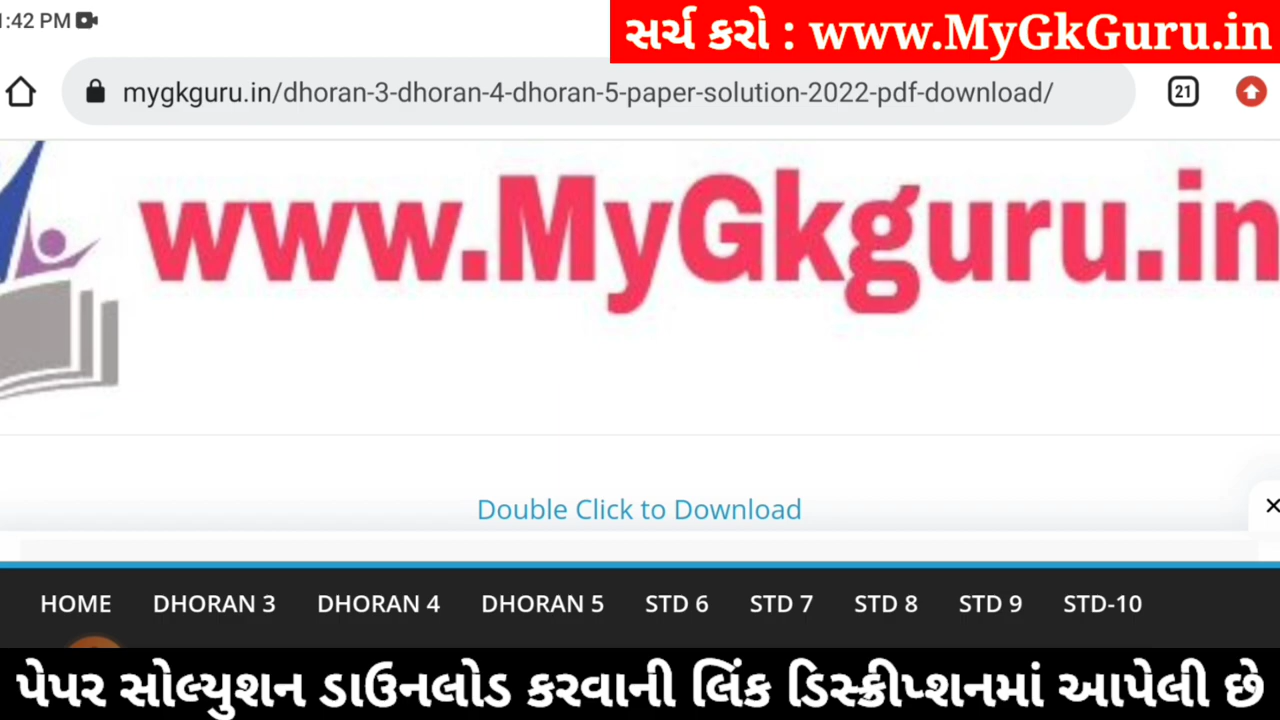 :42 PM
સર્ચ કરો : www.MyGkGuru.in
mygkguru.in/dhoran-3-dhoran-4-dhoran-5-paper-solution-2022-pdf-download/
21
www.MyGkguru.in
Double Click to Download
HOME DHORAN 3 DHORAN 4 DHORAN 5 STD 6 STD 7 STD 8 STD 9 STD-10
પેપર સોલ્યુશન ડાઉનલોડ કરવાની લિંક ડિસ્ક્રીપ્શનમાં આપેલી છે